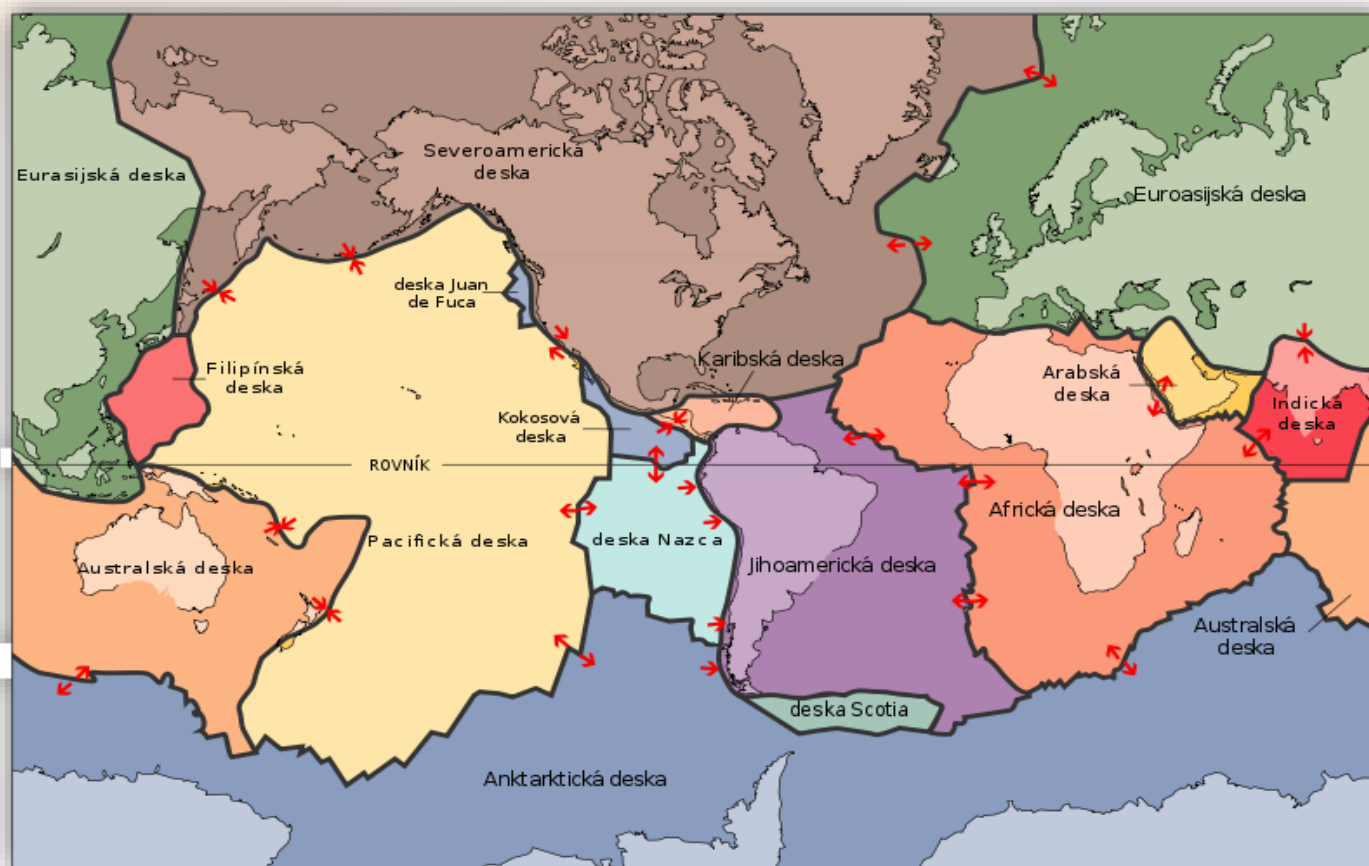 Severoamerická
deska
Eurasijská deska
Euroasijská deska
deska Juan
de Fuca
Karibská deska
Filipínská
deska
Arabská
deska
Indická
deska
Kokosová
deska
ROVNÍK
Africká deska
Pacifická deska
deska Nazca
Australská deska
Jihoamerická deska
Australská
deska
deska Scotia
Anktarktická deska